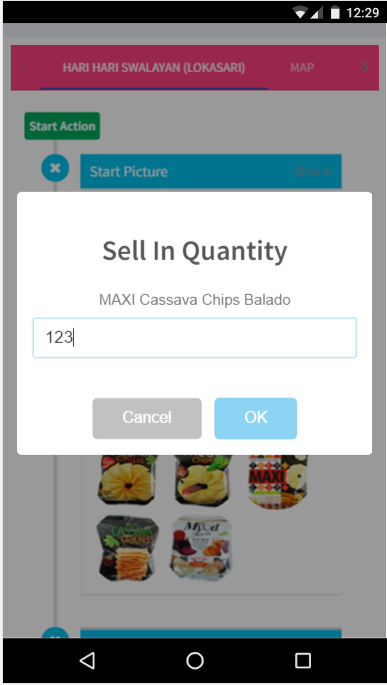 12:29
HARI HARI SWALAYAN (LOKASARI)
MAP
Start Action
Start Picture
Sell In Quantity
MAXI Cassava Chips Balado
123
Cancel
OK
MAXI